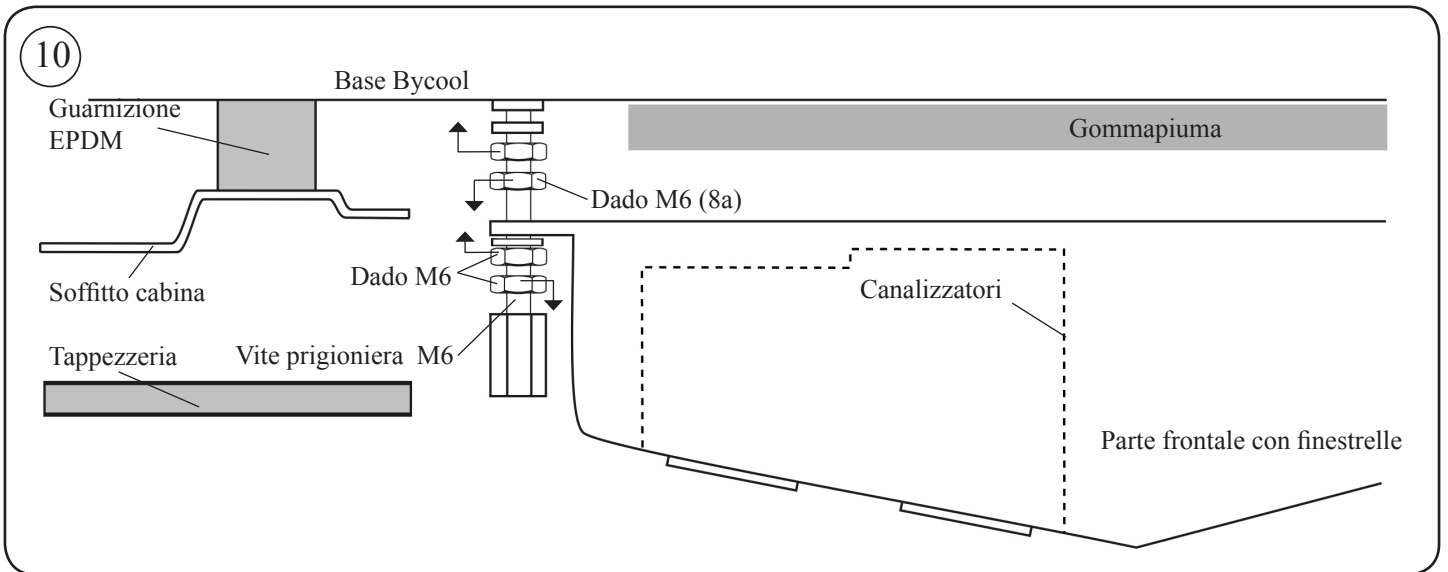 10
Base Bycool
Guarnizione
EPDM
Gommapiuma
Dado M6 (8a)
Dado M6
Soffitto cabina
Canalizzatori
Tappezzeria
Vite prigioniera M6
Parte frontale con finestrelle